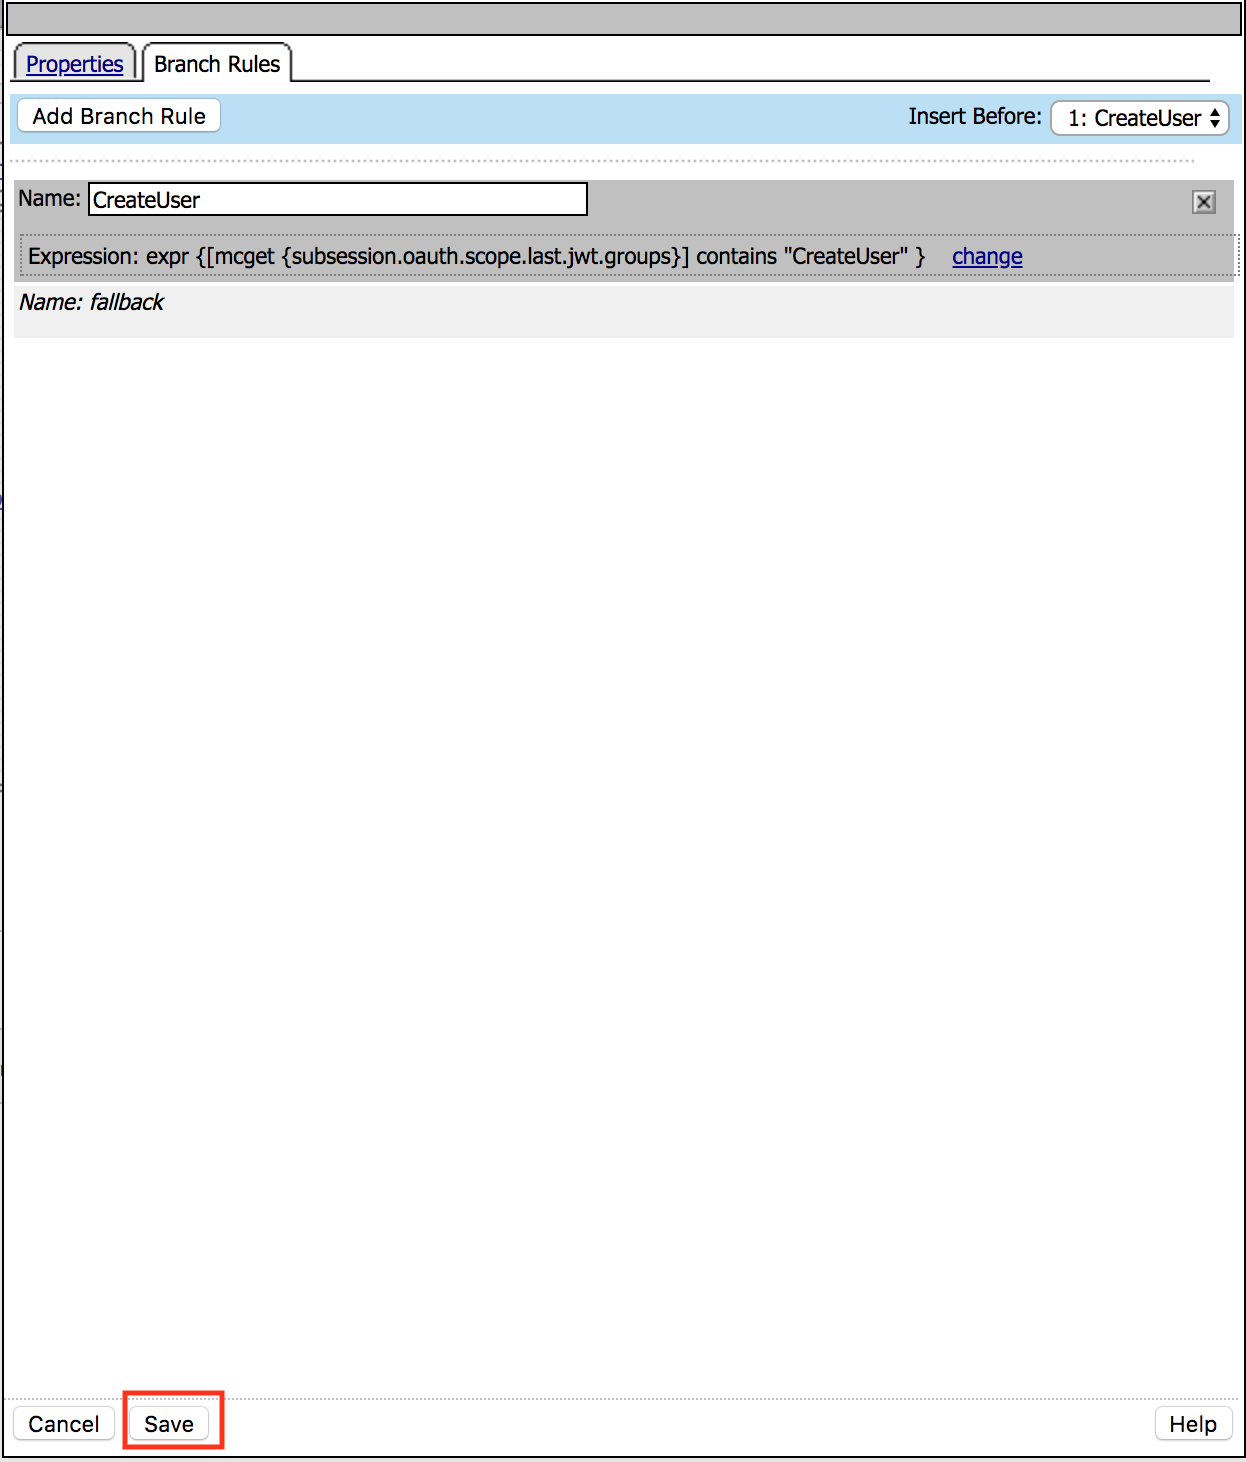 Properties Branch Rules
Add Branch Rule Insert Before: 1: CreateUser
Name: CreateUser
Expression: expr {[mcget {subsession.oauth.scope.last.jwt.groups}] contains "CreateUser" } change
Name: fallback
Cancel Save Help